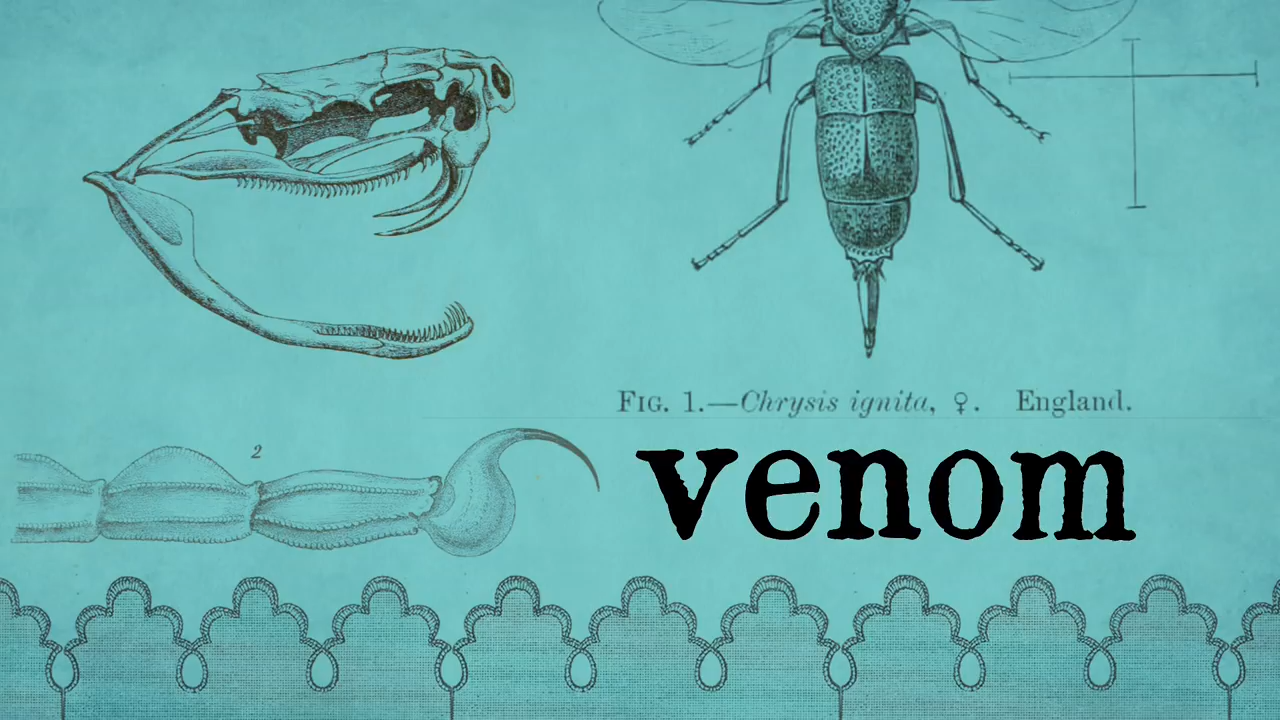 FIG. 1.—Chrysis ignita, ♀. England.
2
venom